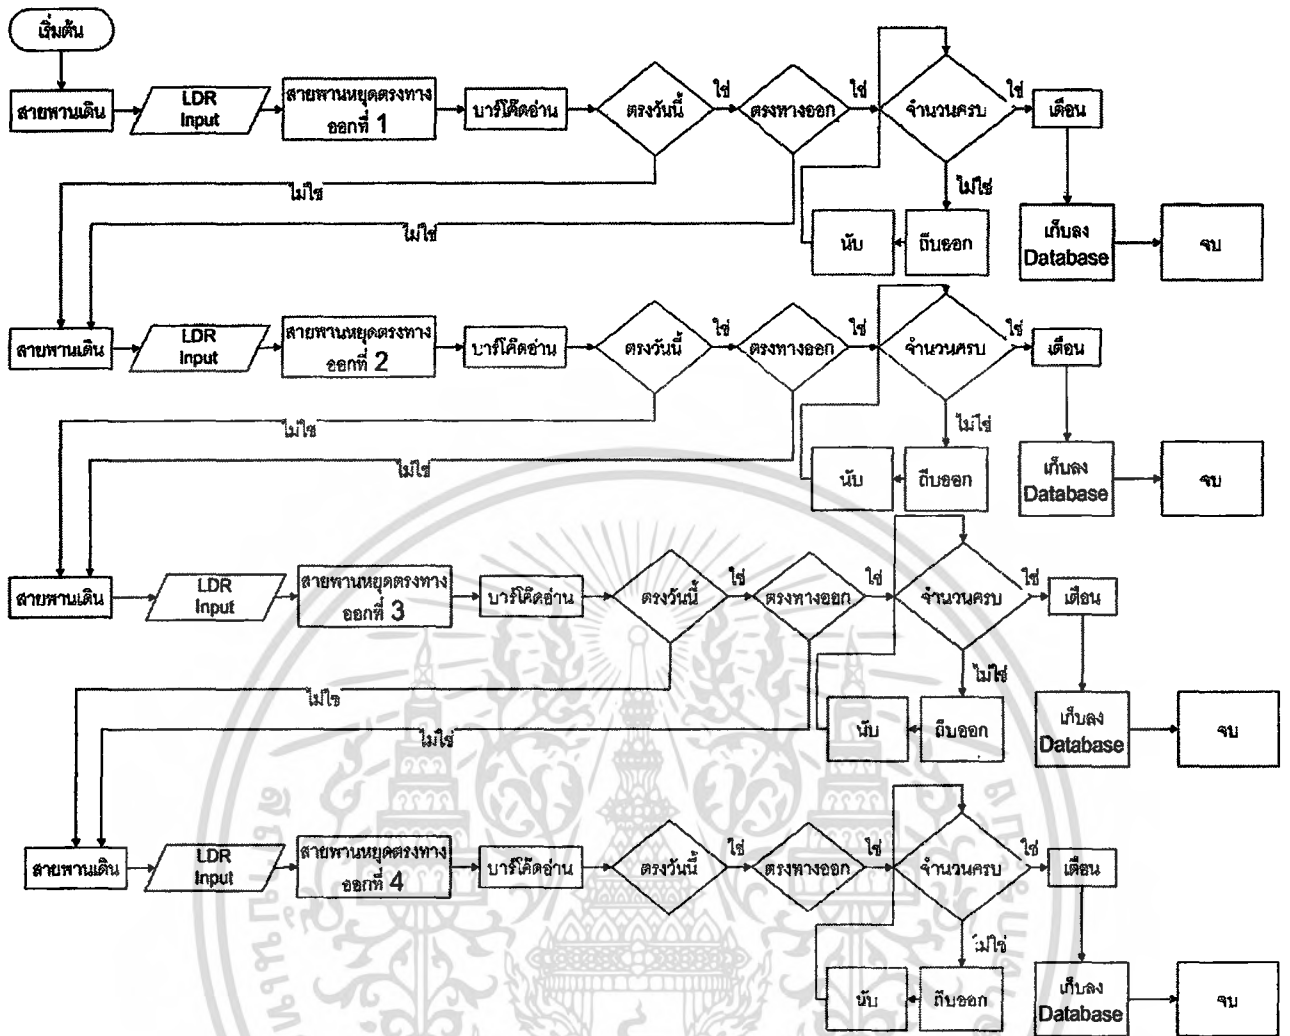 เริ่มต้น
สายพานเดิน
LDR
Input
สายพานหยุดตรงทาง
ออกที่ 1
บาร์โค๊ดอ่าน
ตรงวันนี้
ใช่
ตรงทางออก
ใช่
จำนวนครบ
ใช่
เตือน
ไม่ใช่
ไม่ใช่
ไม่ใช่
นับ
ถีบออก
เก็บลง
Database
จบ
สายพานเดิน
LDR
Input
สายพานหยุดตรงทาง
ออกที่ 2
บาร์โค๊ดอ่าน
ตรงวันนี้
ใช่
ตรงทางออก
ใช่
จำนวนครบ
ใช่
เตือน
ไม่ใช่
ไม่ใช่
ไม่ใช่
นับ
ถีบออก
เก็บลง
Database
จบ
สายพานเดิน
LDR
Input
สายพานหยุดตรงทาง
ออกที่ 3
บาร์โค๊ดอ่าน
ตรงวันนี้
ใช่
ตรงทางออก
ใช่
จำนวนครบ
ใช่
เตือน
ไม่ใช่
ไม่ใช่
ไม่ใช่
นับ
ถีบออก
เก็บลง
Database
จบ
สายพานเดิน
LDR
Input
สายพานหยุดตรงทาง
ออกที่ 4
บาร์โค๊ดอ่าน
ตรงวันนี้
ใช่
ตรงทางออก
ใช่
จำนวนครบ
ใช่
เตือน
ไม่ใช่
นับ
ถีบออก
เก็บลง
Database
จบ